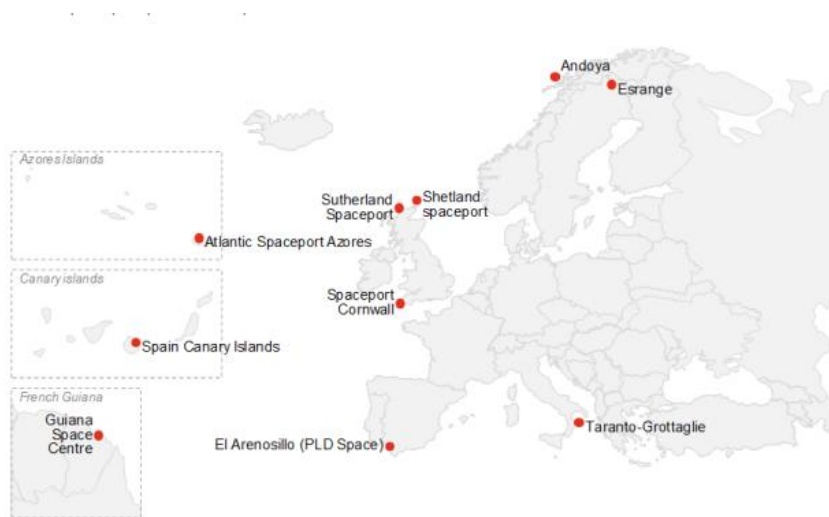 Andoya
Esrange
Azores Islands
Sutherland
Spaceport
Shetland
spaceport
Atlantic Spaceport Azores
Canary islands
Spaceport
Cornwall
Spain Canary Islands
French Guiana
Guiana
Space
Centre
El Arenosillo (PLD Space)
Taranto-Grottaglie